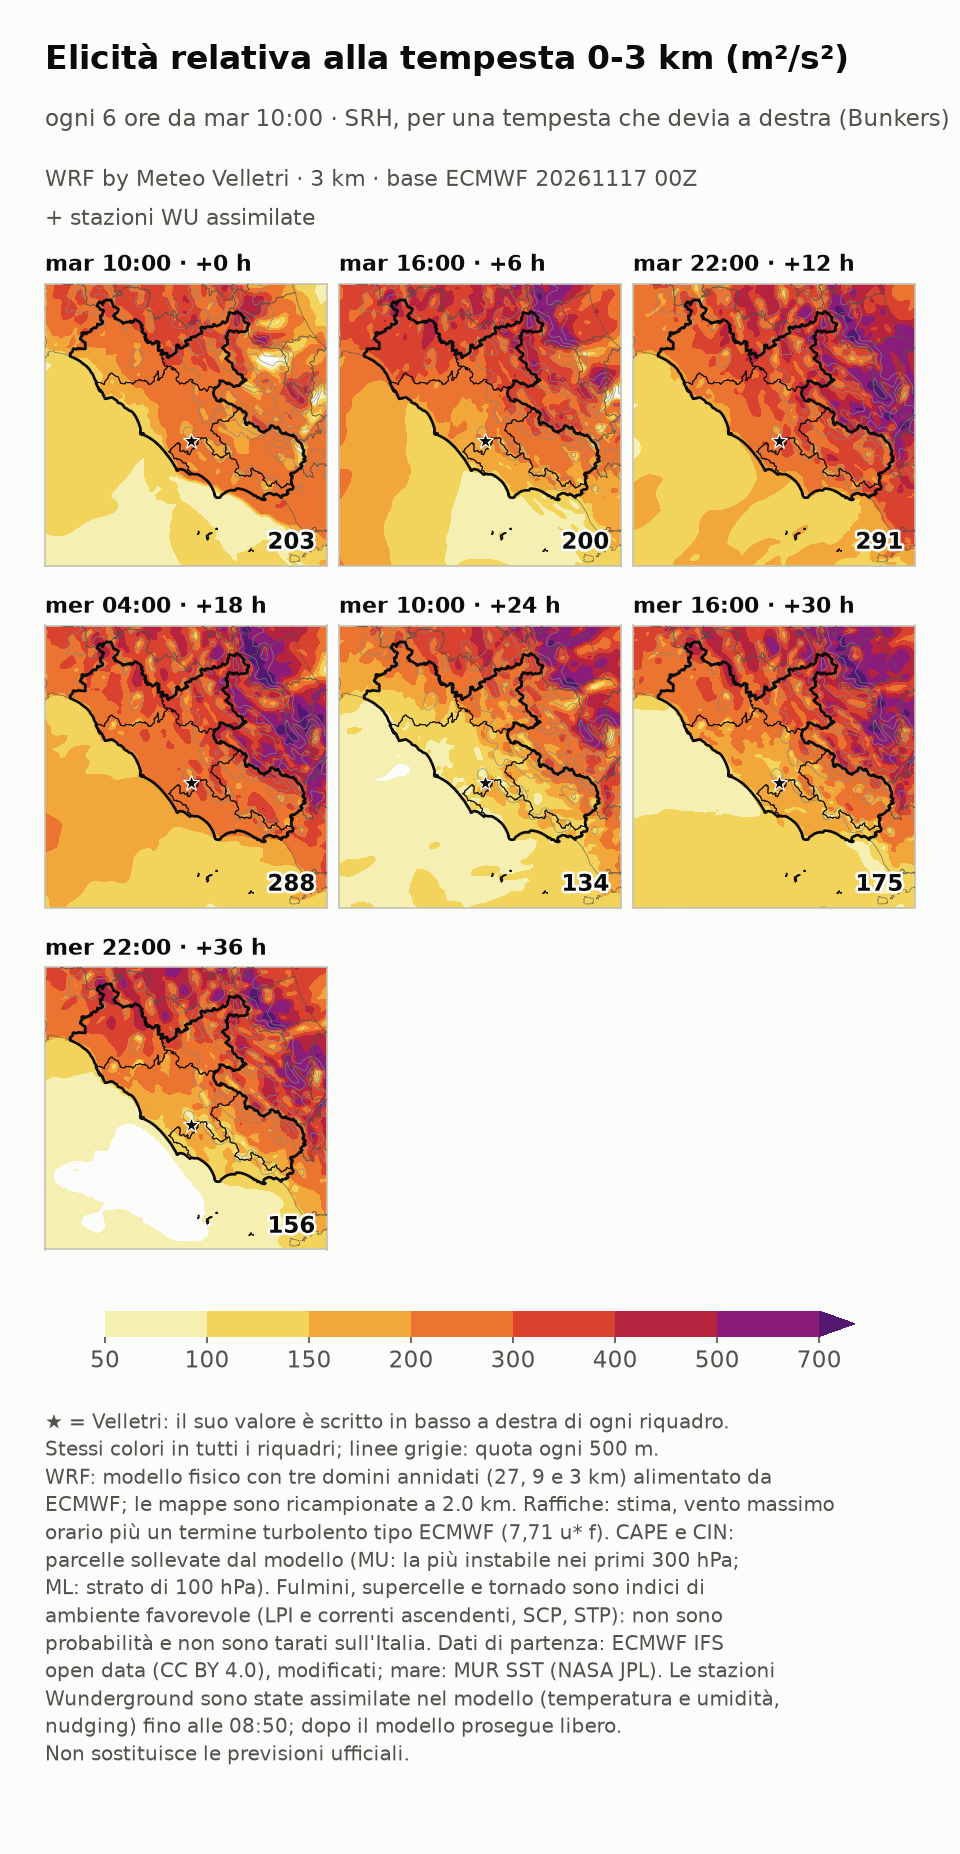 Elicità relativa alla tempesta 0-3 km (m²/s²)
ogni 6 ore da mar 10:00 · SRH, per una tempesta che devia a destra (Bunkers)
WRF by Meteo Velletri · 3 km · base ECMWF 20261117 00Z
+ stazioni WU assimilate
mar 10:00 · +0 h
mar 16:00 · +6 h
mar 22:00 · +12 h
203
200
291
mer 04:00 · +18 h
mer 10:00 · +24 h
mer 16:00 · +30 h
288
134
175
mer 22:00 · +36 h
156
50 100 150 200 300 400 500 700
★ = Velletri: il suo valore è scritto in basso a destra di ogni riquadro.
Stessi colori in tutti i riquadri; linee grigie: quota ogni 500 m.
WRF: modello fisico con tre domini annidati (27, 9 e 3 km) alimentato da
ECMWF; le mappe sono ricampionate a 2.0 km. Raffiche: stima, vento massimo
orario più un termine turbolento tipo ECMWF (7,71 u* f). CAPE e CIN:
parcelle sollevate dal modello (MU: la più instabile nei primi 300 hPa;
ML: strato di 100 hPa). Fulmini, supercelle e tornado sono indici di
ambiente favorevole (LPI e correnti ascendenti, SCP, STP): non sono
probabilità e non sono tarati sull'Italia. Dati di partenza: ECMWF IFS
open data (CC BY 4.0), modificati; mare: MUR SST (NASA JPL). Le stazioni
Wunderground sono state assimilate nel modello (temperatura e umidità,
nudging) fino alle 08:50; dopo il modello prosegue libero.
Non sostituisce le previsioni ufficiali.